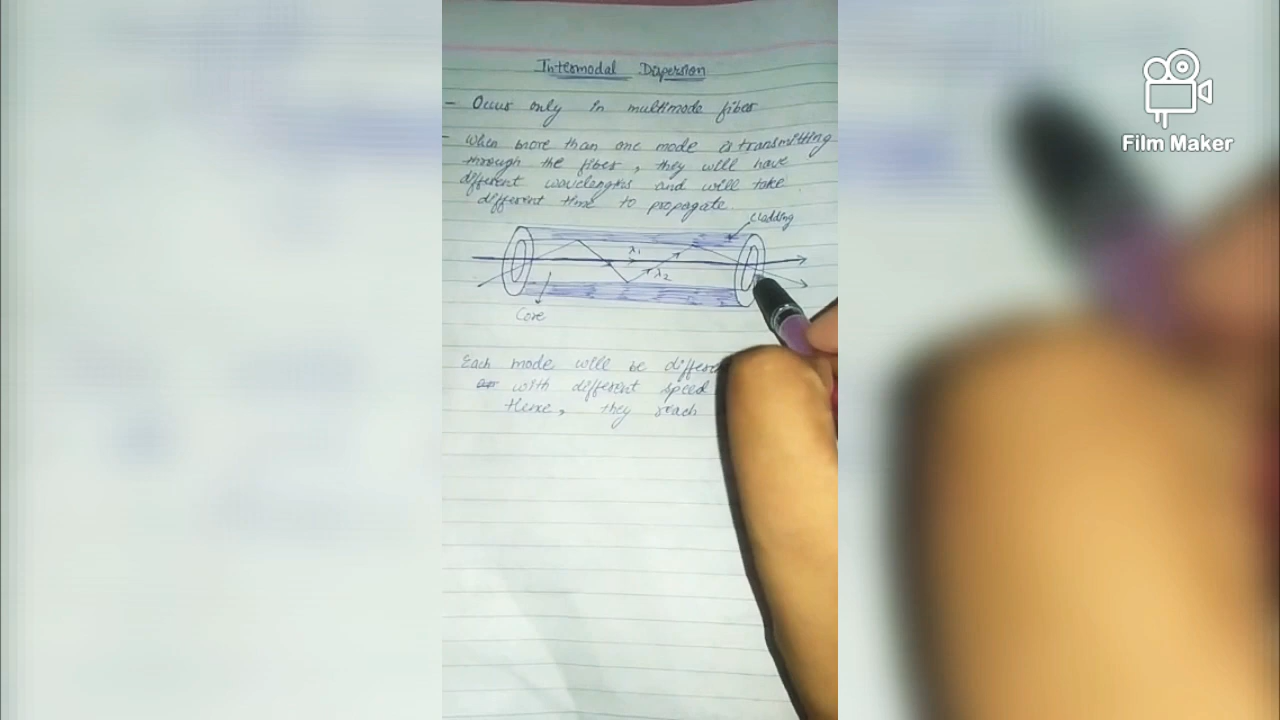 Intermodal Dispersion
- Occur only in multimode fiber
- When more than one mode is transmitting
through the fiber, they will have
different wavelengths and will take
different time to propagate
Cladding
λ1
λ2
Core
Each mode will be differe
with different speed
Hence, they reach
Film Maker